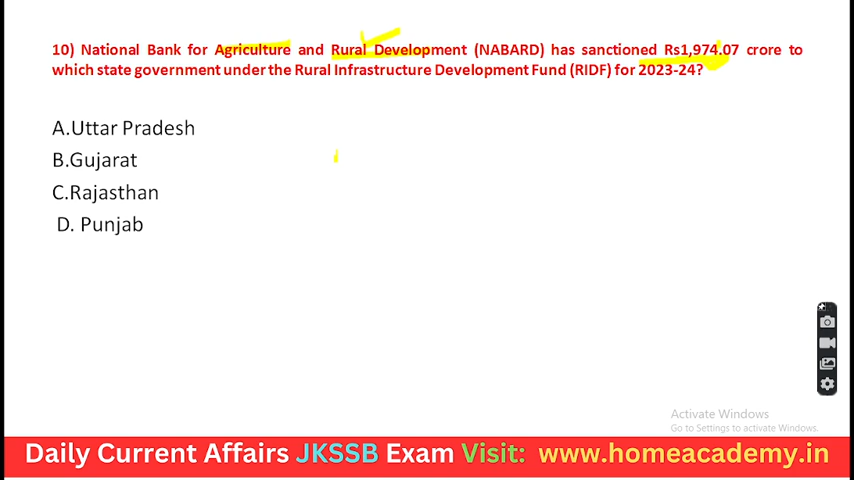 10) National Bank for Agriculture and Rural Development (NABARD) has sanctioned Rs1,974.07 crore to
which state government under the Rural Infrastructure Development Fund (RIDF) for 2023-24?
A.Uttar Pradesh
B.Gujarat
C.Rajasthan
D. Punjab
Activate Windows
Go to Settings to activate Windows.
Daily Current Affairs JKSSB Exam Visit: www.homeacademy.in